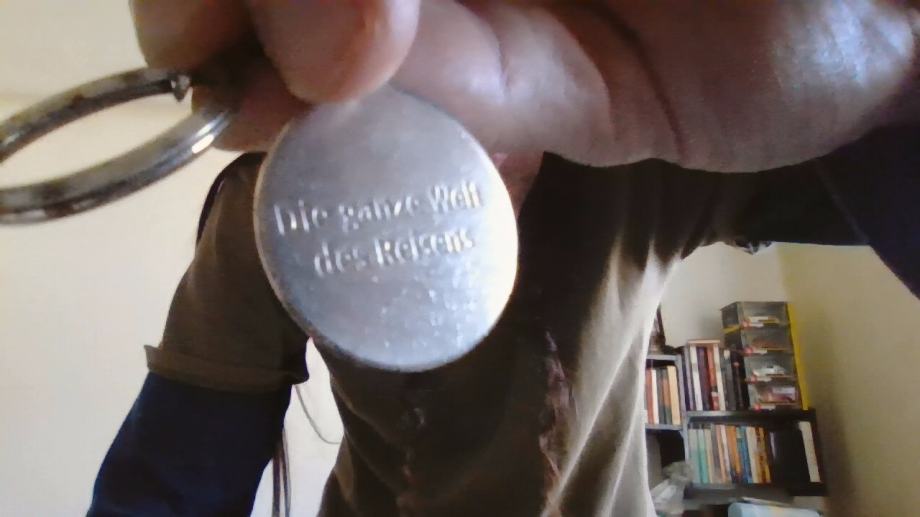 Die ganze Welt
des Reisens